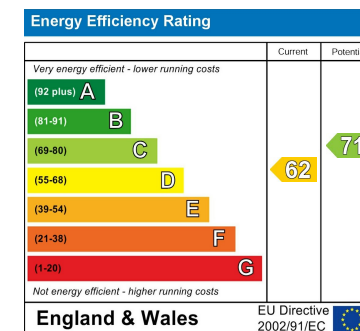 Energy Efficiency Rating
Current Potenti
Very energy efficient - lower running costs
(92 plus) A
(81-91) B
(69-80) C
71
(55-68) D
62
(39-54) E
(21-38) F
(1-20) G
Not energy efficient - higher running costs
England & Wales
EU Directive
2002/91/EC